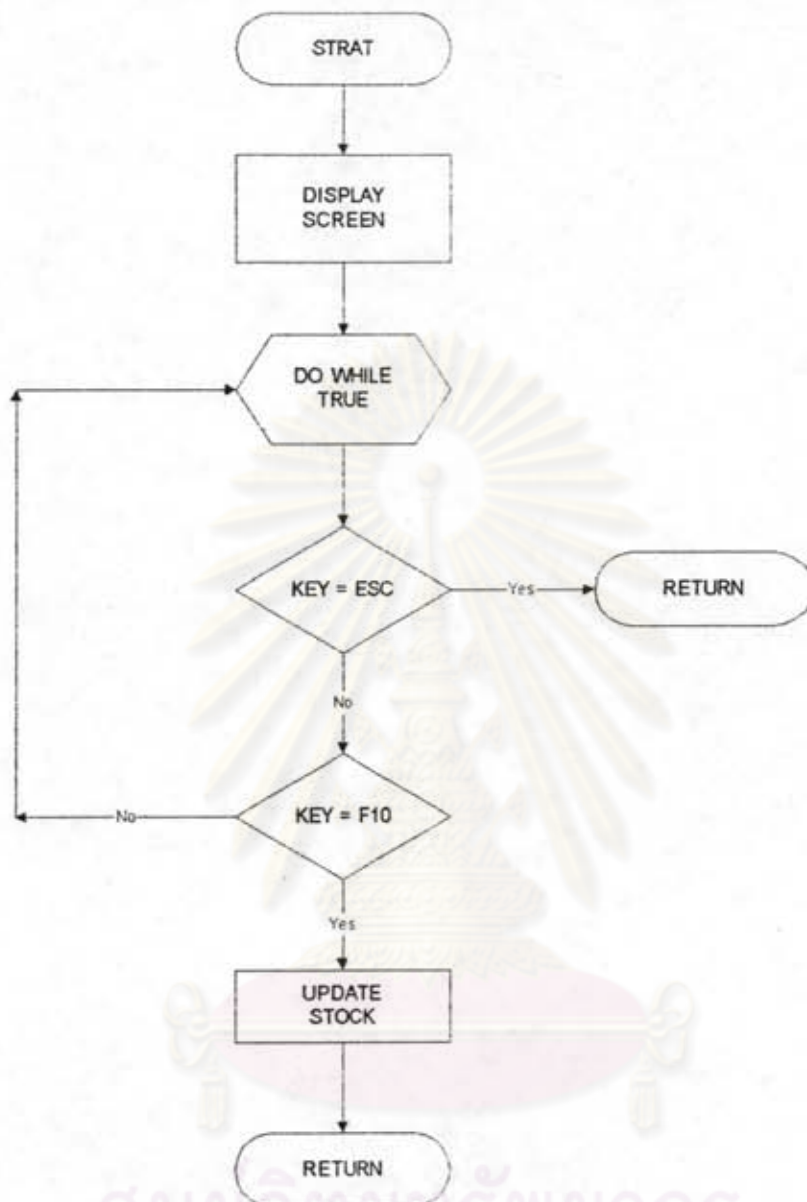 STRAT
DISPLAY
SCREEN
DO WHILE
TRUE
KEY = ESC
Yes
RETURN
No
KEY = F10
No
Yes
UPDATE
STOCK
RETURN